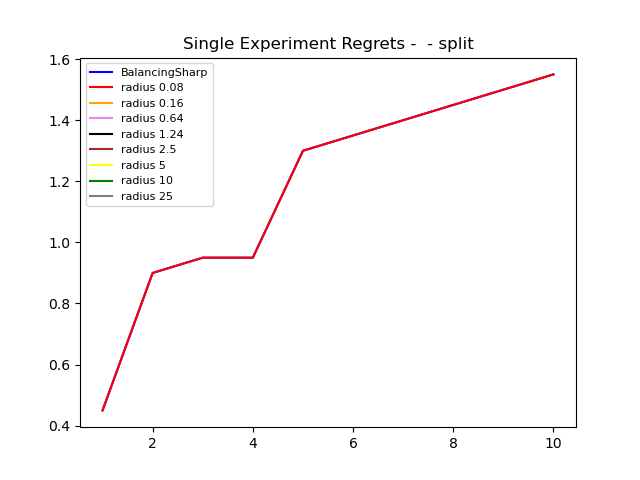 Single Experiment Regrets -  - split
1.6
1.4
1.2
1.0
0.8
0.6
0.4
BalancingSharp
radius 0.08
radius 0.16
radius 0.64
radius 1.24
radius 2.5
radius 5
radius 10
radius 25
2 4 6 8 10